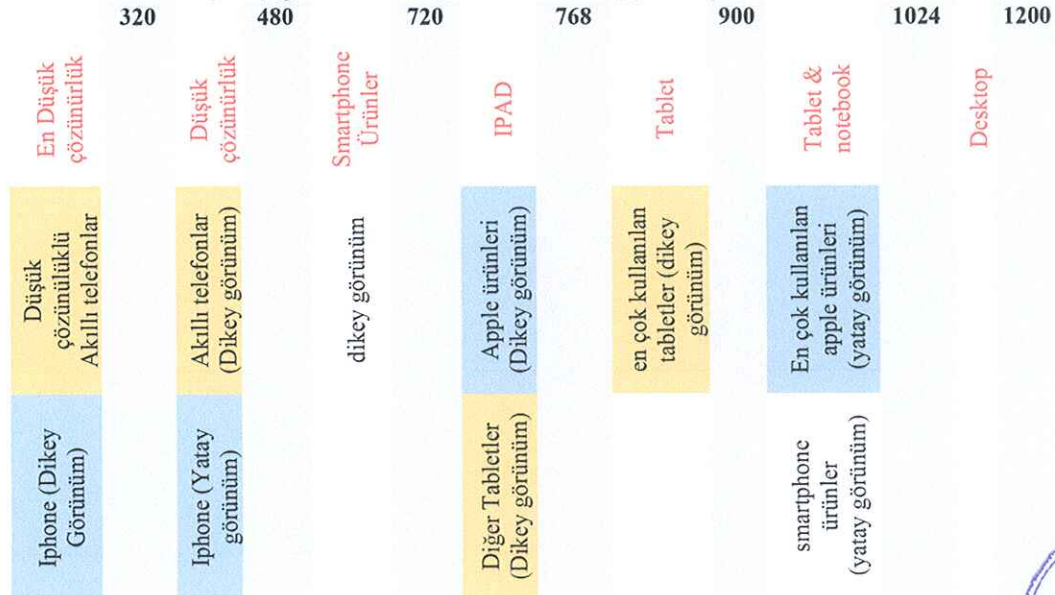 320 480 720 768 900 1024 1200
En Düşük
çözünürlük
Düşük
çözünürlük
Smartphone
Ürünler
IPAD
Tablet
Tablet &
notebook
Desktop
Düşük
çözünülüklü
Akıllı telefonlar
Akıllı telefonlar
(Dikey görünüm)
dikey görünüm
Apple ürünleri
(Dikey görünüm)
en çok kullanılan
tabletler (dikey
görünüm)
En çok kullanılan
apple ürünleri
(yatay görünüm)
Iphone (Dikey
Görünüm)
Iphone (Yatay
görünüm)
Diğer Tabletler
(Dikey görünüm)
smartphone
ürünler
(yatay görünüm)